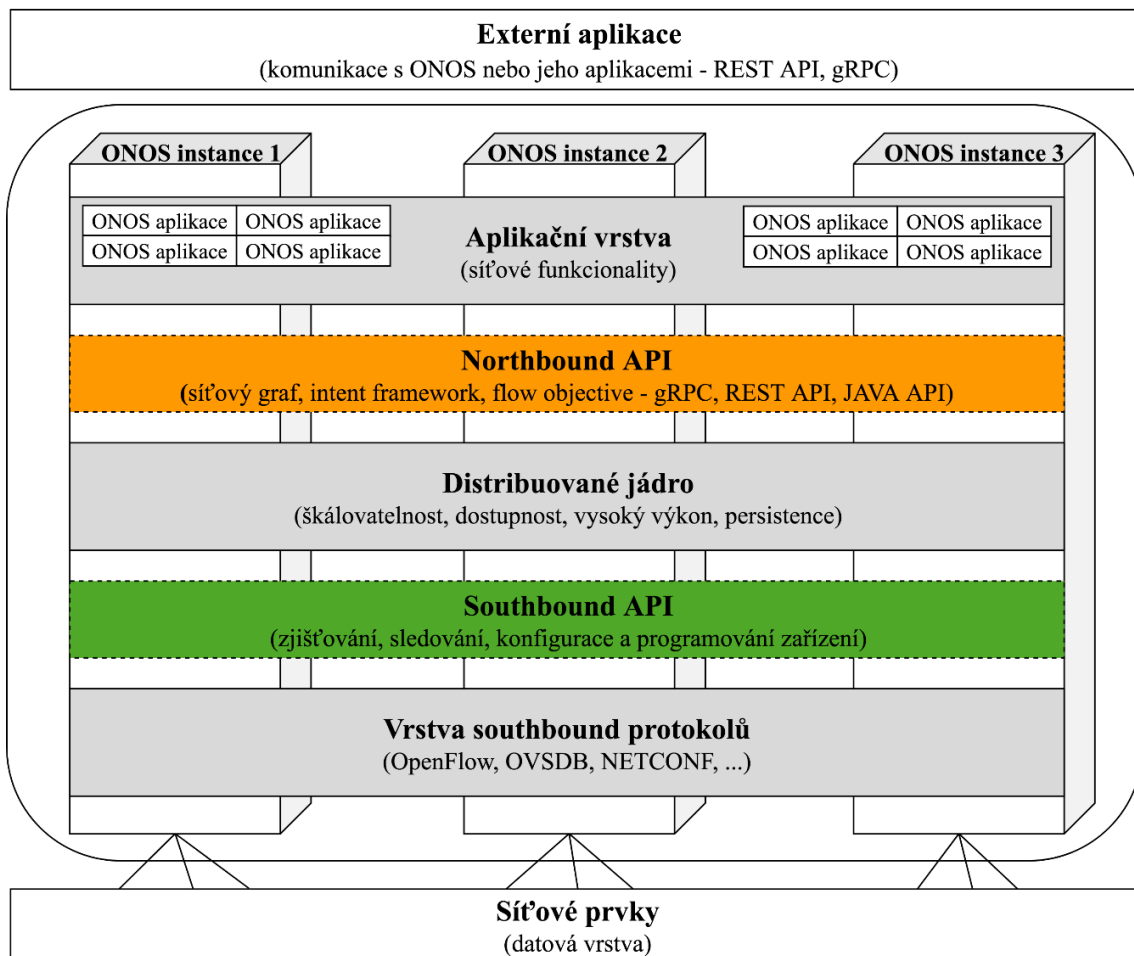 Externí aplikace
(komunikace s ONOS nebo jeho aplikacemi - REST API, gRPC)
ONOS instance 1
ONOS instance 2
ONOS instance 3
ONOS aplikace
ONOS aplikace
ONOS aplikace
ONOS aplikace
Aplikační vrstva
(síťové funkcionality)
ONOS aplikace
ONOS aplikace
ONOS aplikace
ONOS aplikace
Northbound API
(síťový graf, intent framework, flow objective - gRPC, REST API, JAVA API)
Distribuované jádro
(škálovatelnost, dostupnost, vysoký výkon, persistence)
Southbound API
(zjišťování, sledování, konfigurace a programování zařízení)
Vrstva southbound protokolů
(OpenFlow, OVSDB, NETCONF, ...)
Síťové prvky
(datová vrstva)